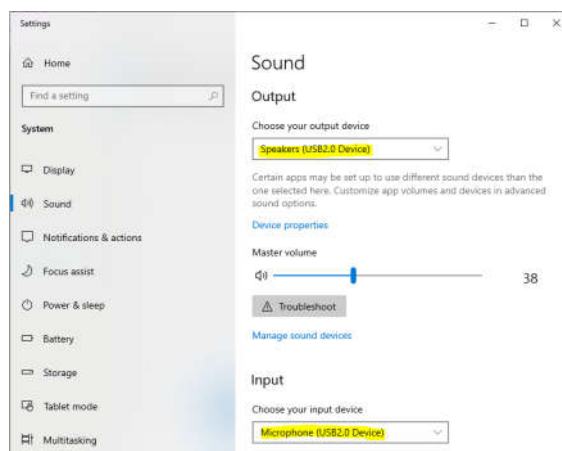 Settings
Home
Find a setting
System
Display
Sound
Notifications & actions
Focus assist
Power & sleep
Battery
Storage
Tablet mode
Multitasking
Sound
Output
Choose your output device
Speakers (USB2.0 Device)
Certain apps may be set up to use different sound devices than the
one selected here. Customize app volumes and devices in advanced
sound options.
Device properties
Master volume
38
Troubleshoot
Manage sound devices
Input
Choose your input device
Microphone (USB2.0 Device)